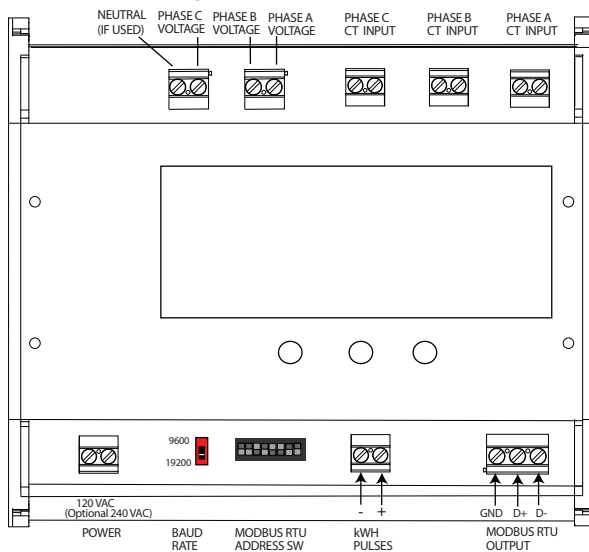 NEUTRAL
(IF USED)
PHASE C
VOLTAGE
PHASE B
VOLTAGE
PHASE A
VOLTAGE
PHASE C
CT INPUT
PHASE B
CT INPUT
PHASE A
CT INPUT
9600
19200
120 VAC
(Optional 240 VAC)
- +
GND D+ D-
POWER
BAUD
RATE
MODBUS RTU
ADDRESS SW
kWH
PULSES
MODBUS RTU
OUTPUT